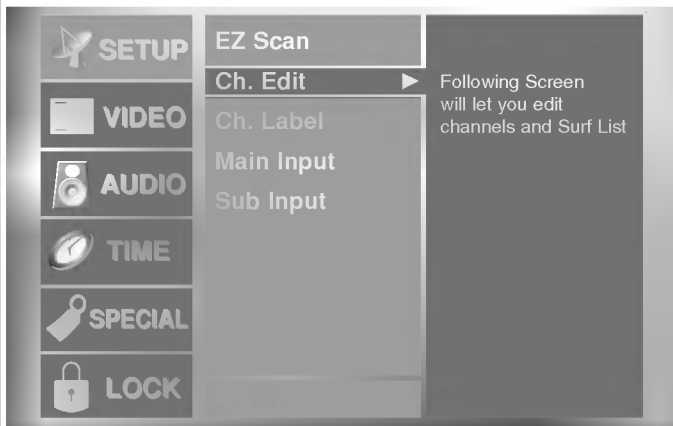 SETUP
VIDEO
AUDIO
TIME
SPECIAL
LOCK
EZ Scan
Ch. Edit
Ch. Label
Main Input
Sub Input
Following Screen
will let you edit
channels and Surf List